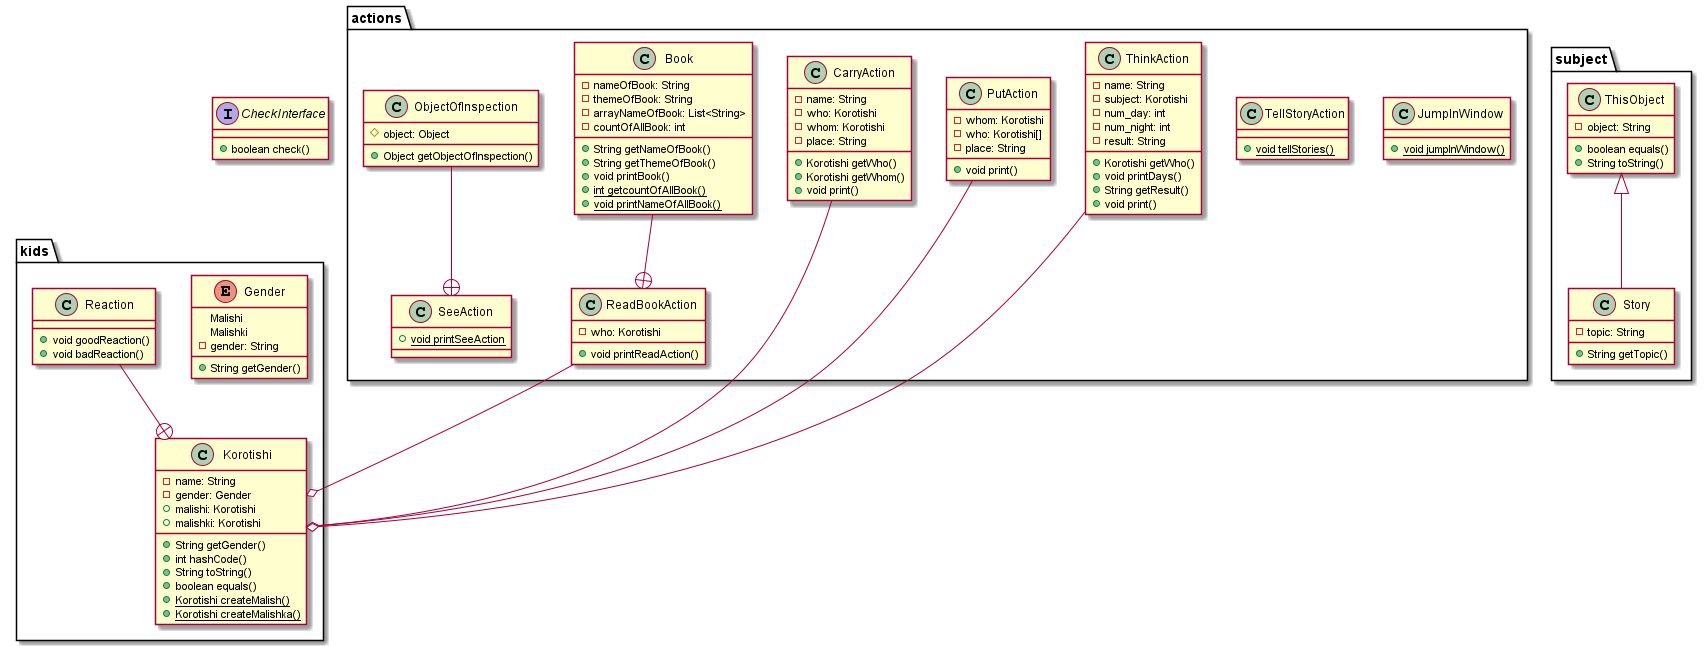 actions
subject
kids
I CheckInterface
boolean check()
C ObjectOfInspection
object: Object
Object getObjectOfInspection()
C Book
nameOfBook: String
themeOfBook: String
arrayNameOfBook: List<String>
countOfAllBook: int
String getNameOfBook()
String getThemeOfBook()
void printBook()
int getcountOfAllBook()
void printNameOfAllBook()
C CarryAction
name: String
who: Korotishi
whom: Korotishi
place: String
Korotishi getWho()
Korotishi getWhom()
void print()
C PutAction
whom: Korotishi
who: Korotishi[]
place: String
void print()
C ThinkAction
name: String
subject: Korotishi
num_day: int
num_night: int
result: String
Korotishi getWho()
void printDays()
String getResult()
void print()
C TellStoryAction
void tellStories()
C JumpInWindow
void jumpInWindow()
C ThisObject
object: String
boolean equals()
String toString()
C Reaction
void goodReaction()
void badReaction()
E Gender
Malishi
Malishki
gender: String
String getGender()
C SeeAction
void printSeeAction
C ReadBookAction
who: Korotishi
void printReadAction()
C Story
topic: String
String getTopic()
C Korotishi
name: String
gender: Gender
malishi: Korotishi
malishki: Korotishi
String getGender()
int hashCode()
String toString()
boolean equals()
Korotishi createMalish()
Korotishi createMalishka()